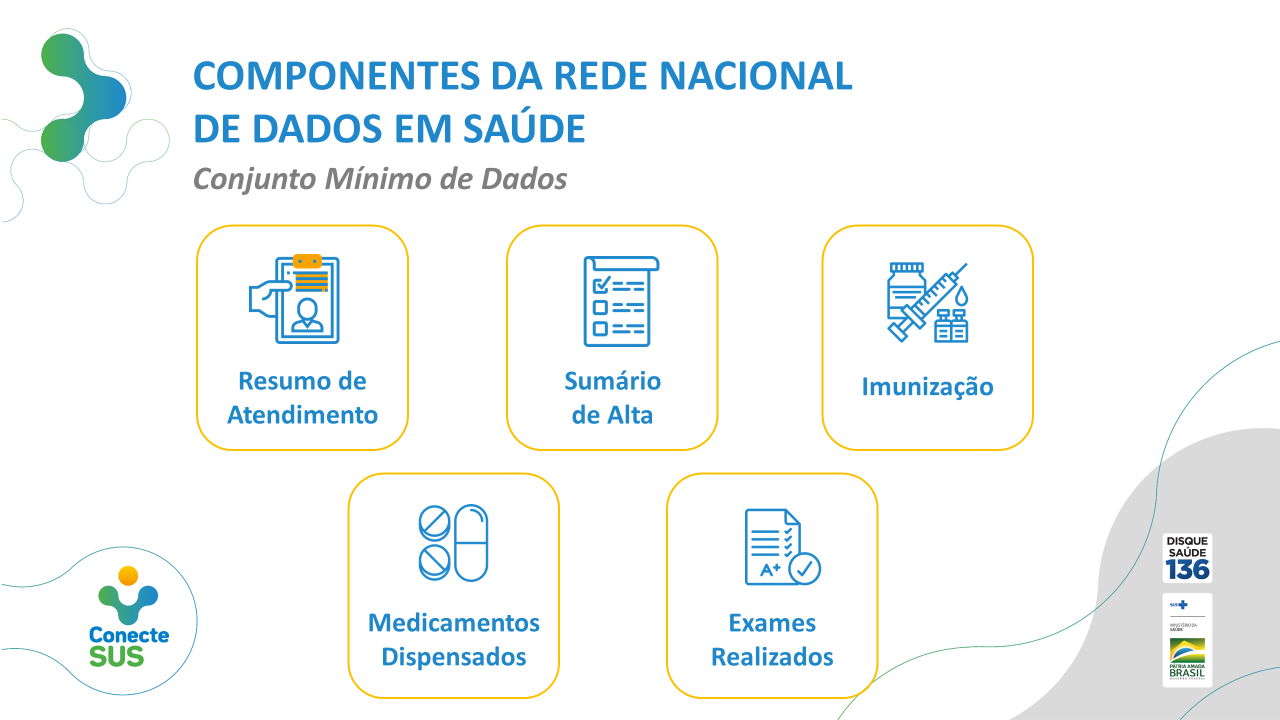 COMPONENTES DA REDE NACIONAL
DE DADOS EM SAÚDE
Conjunto Mínimo de Dados
Resumo de
Atendimento
Sumário
de Alta
Imunização
A+
Medicamentos
Dispensados
Exames
Realizados
Conecte
SUS
DISQUE
SAÚDE
136
SUS
MINISTÉRIO DA
SAÚDE
PÁTRIA AMADA
BRASIL
GOVERNO FEDERAL